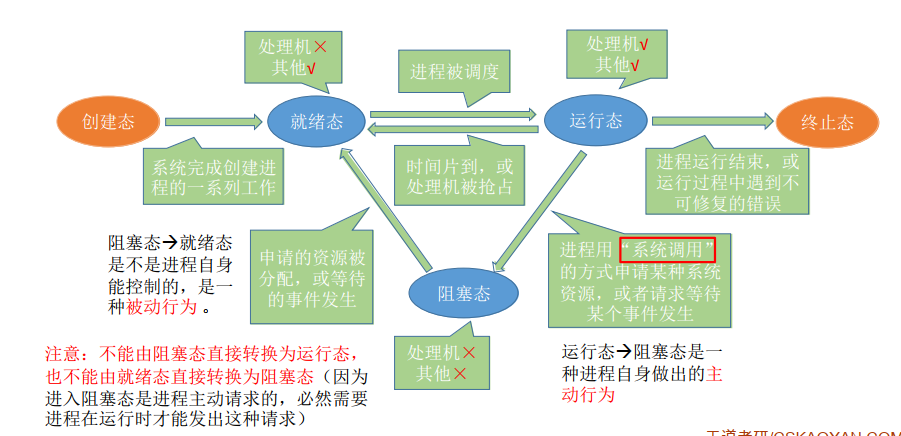 处理机×
其他√
进程被调度
处理机√
其他√
创建态
就绪态
运行态
终止态
系统完成创建进
程的一系列工作
时间片到，或
处理机被抢占
进程运行结束，或
运行过程中遇到不
可修复的错误
阻塞态→就绪态
是不是进程自身
能控制的，是一
种被动行为 。
申请的资源被
分配，或等待
的事件发生
进程用“系统调用”
的方式申请某种系统
资源，或者请求等待
某个事件发生
阻塞态
处理机×
其他×
注意：不能由阻塞态直接转换为运行态，
也不能由就绪态直接转换为阻塞态（因为
进入阻塞态是进程主动请求的，必然需要
进程在运行时才能发出这种请求）
运行态→阻塞态是一
种进程自身做出的主
动行为